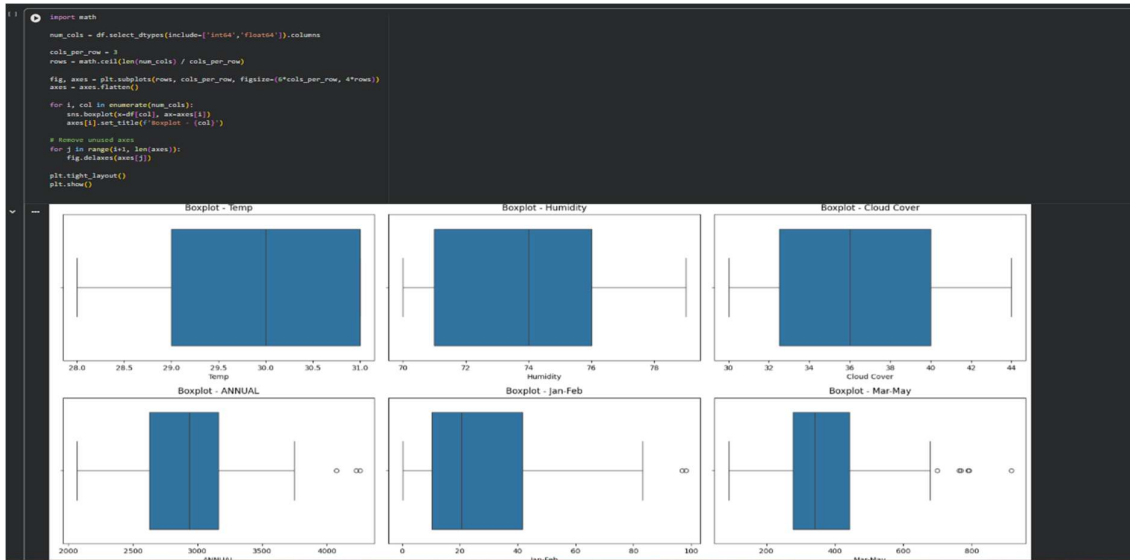 [ ]
import math
num_cols = df.select_dtypes(include=['int64','float64']).columns
cols_per_row = 3
rows = math.ceil(len(num_cols) / cols_per_row)
fig, axes = plt.subplots(rows, cols_per_row, figsize=(6*cols_per_row, 4*rows))
axes = axes.flatten()
for i, col in enumerate(num_cols):
sns.boxplot(x=df[col], ax=axes[i])
axes[i].set_title(f'Boxplot - {col}')
# Remove unused axes
for j in range(i+1, len(axes)):
fig.delaxes(axes[j])
plt.tight_layout()
plt.show()
Boxplot - Temp
28.0 28.5 29.0 29.5 30.0 30.5 31.0
Temp
Boxplot - Humidity
70 72 74 76 78
Humidity
Boxplot - Cloud Cover
30 32 34 36 38 40 42 44
Cloud Cover
Boxplot - ANNUAL
2000 2500 3000 3500 4000
ANNUAL
Boxplot - Jan-Feb
0 20 40 60 80 100
Jan-Feb
Boxplot - Mar-May
200 400 600 800
Mar-May